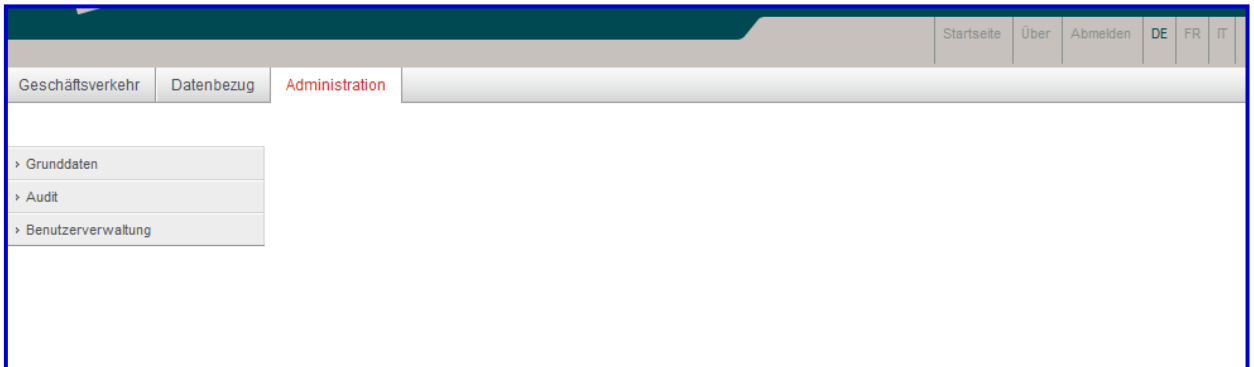 Startseite Über Abmelden DE FR IT
Geschäftsverkehr Datenbezug Administration
› Grunddaten
› Audit
› Benutzerverwaltung